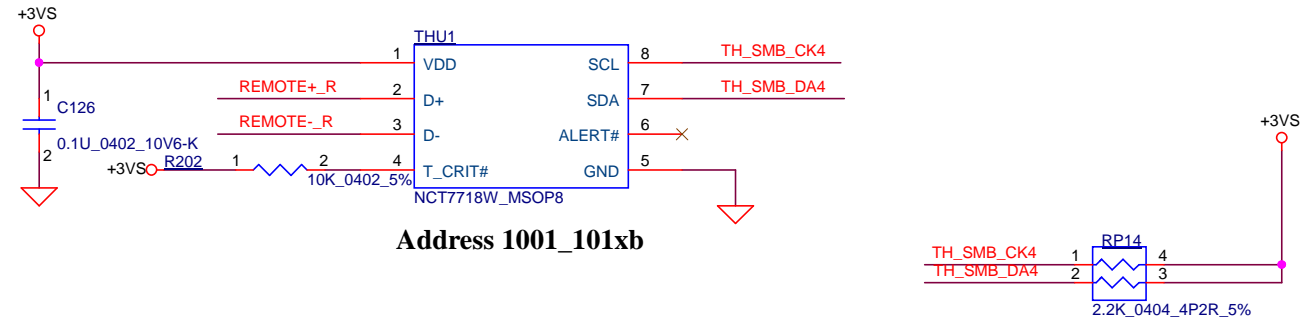 +3VS
THU1
1 VDD SCL 8 TH_SMB_CK4
REMOTE+_R 2 D+ SDA 7 TH_SMB_DA4
1 C126
REMOTE-_R 3 D- ALERT# 6
+3VS
2 0.1U_0402_10V6-K
+3VS R202 1 2 4 T_CRIT# GND 5
10K_0402_5%
NCT7718W_MSOP8
Address 1001_101xb
RP14
TH_SMB_CK4 1 4
TH_SMB_DA4 2 3
2.2K_0404_4P2R_5%